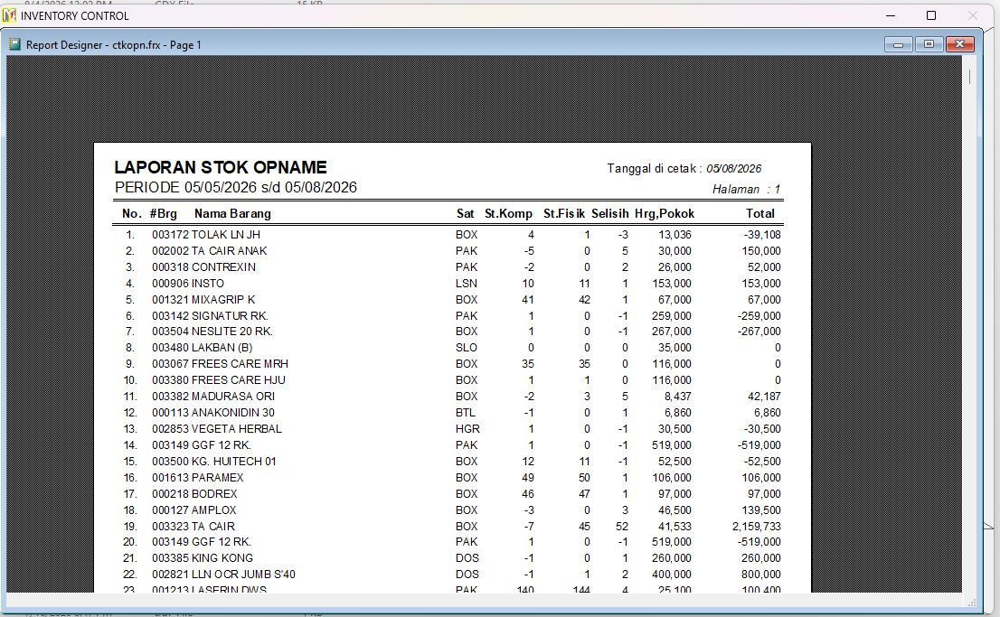 INVENTORY CONTROL
Report Designer - ctkopn.frx - Page 1
LAPORAN STOK OPNAME
Tanggal di cetak : 05/08/2026
PERIODE 05/05/2026 s/d 05/08/2026
Halaman : 1
No. #Brg Nama Barang Sat St.Komp St.Fisik Selisih Hrg,Pokok Total
1. 003172 TOLAK LN JH BOX 4 1 -3 13,036 -39,108
2. 002002 TA CAIR ANAK PAK -5 0 5 30,000 150,000
3. 000318 CONTREXIN PAK -2 0 2 26,000 52,000
4. 000906 INSTO LSN 10 11 1 153,000 153,000
5. 001321 MIXAGRIP K BOX 41 42 1 67,000 67,000
6. 003142 SIGNATUR RK. PAK 1 0 -1 259,000 -259,000
7. 003504 NESLITE 20 RK. BOX 1 0 -1 267,000 -267,000
8. 003480 LAKBAN (B) SLO 0 0 0 35,000 0
9. 003067 FREES CARE MRH BOX 35 35 0 116,000 0
10. 003380 FREES CARE HJU BOX 1 1 0 116,000 0
11. 003382 MADURASA ORI BOX -2 3 5 8,437 42,187
12. 000113 ANAKONIDIN 30 BTL -1 0 1 6,860 6,860
13. 002853 VEGETA HERBAL HGR 1 0 -1 30,500 -30,500
14. 003149 GGF 12 RK. PAK 1 0 -1 519,000 -519,000
15. 003500 KG. HUITECH 01 BOX 12 11 -1 52,500 -52,500
16. 001613 PARAMEX BOX 49 50 1 106,000 106,000
17. 000218 BODREX BOX 46 47 1 97,000 97,000
18. 000127 AMPLOX BOX -3 0 3 46,500 139,500
19. 003323 TA CAIR BOX -7 45 52 41,533 2,159,733
20. 003149 GGF 12 RK. PAK 1 0 -1 519,000 -519,000
21. 003385 KING KONG DOS -1 0 1 260,000 260,000
22. 002821 LLN OCR JUMB S'40 DOS -1 1 2 400,000 800,000
23. 001213 LASERIN DWS PAK 140 144 4 25,100 100,400